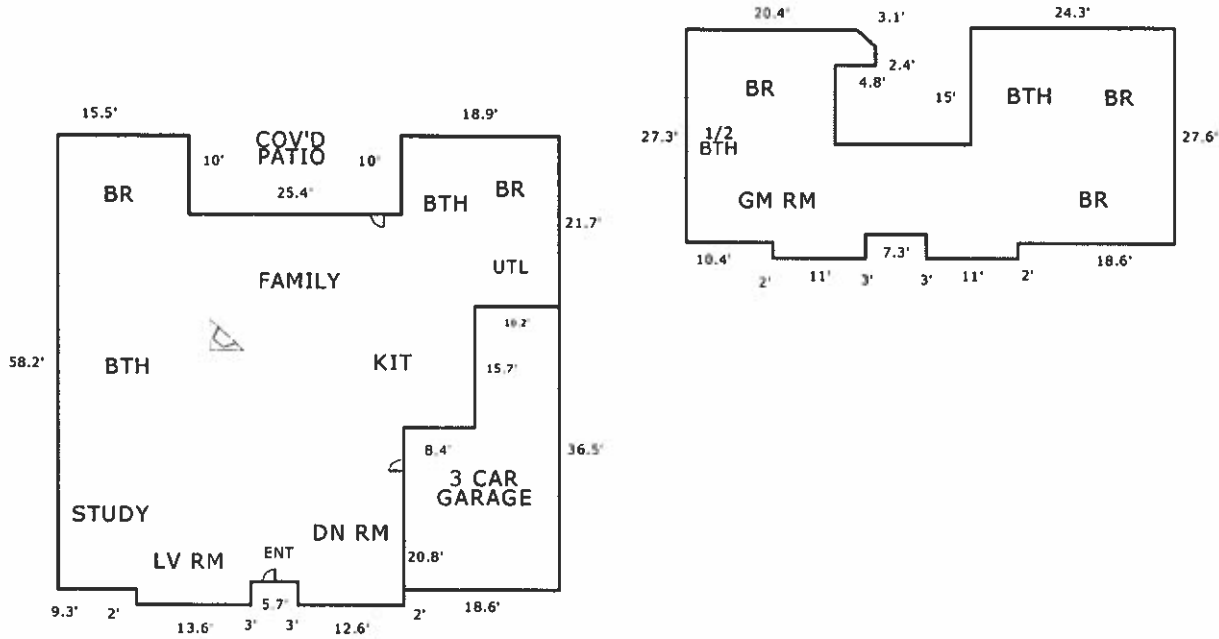 20.4'
3.1'
24.3'
2.4'
4.8'
BR
15'
BTH
BR
27.3'
1/2
BTH
27.6'
GM RM
BR
10.4'
2'
11'
3'
7.3'
3'
11'
2'
18.6'
15.5'
18.9'
COV'D
PATIO
10'
10'
25.4'
BR
BTH
BR
21.7'
UTL
FAMILY
10.2'
58.2'
BTH
KIT
15.7'
8.4'
36.5'
3 CAR
GARAGE
STUDY
DN RM
LV RM
ENT
20.8'
9.3'
2'
13.6'
3'
5.7'
3'
12.6'
2'
18.6'